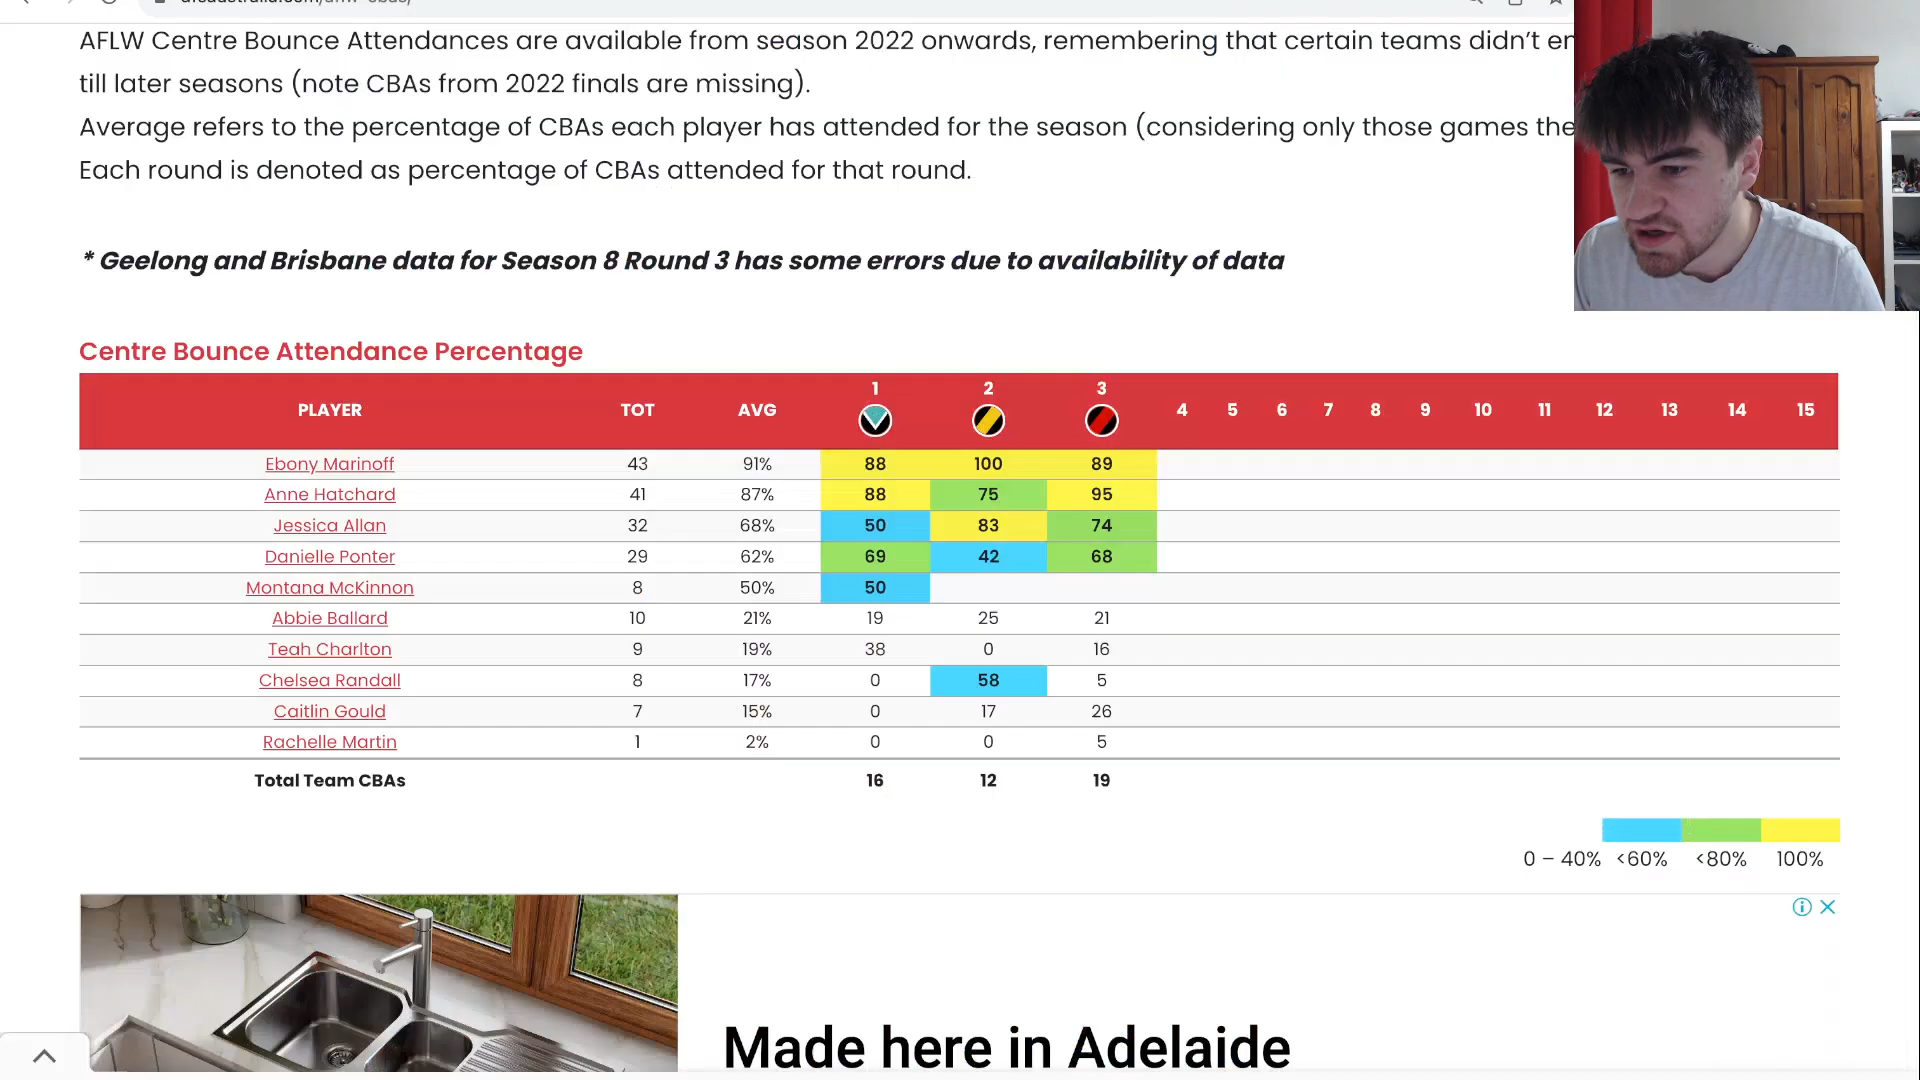 AFLW Centre Bounce Attendances are available from season 2022 onwards, remembering that certain teams didn't
till later seasons (note CBAs from 2022 finals are missing).
Average refers to the percentage of CBAs each player has attended for the season (considering only those games
Each round is denoted as percentage of CBAs attended for that round.
* Geelong and Brisbane data for Season 8 Round 3 has some errors due to availability of data
Centre Bounce Attendance Percentage
PLAYER TOT AVG 1 2 3 4 5 6 7 8 9 10 11 12 13 14 15
Ebony Marinoff 43 91% 88 100 89
Anne Hatchard 41 87% 88 75 95
Jessica Allan 32 68% 50 83 74
Danielle Ponter 29 62% 69 42 68
Montana McKinnon 8 50% 50
Abbie Ballard 10 21% 19 25 21
Teah Charlton 9 19% 38 0 16
Chelsea Randall 8 17% 0 58 5
Caitlin Gould 7 15% 0 17 26
Rachelle Martin 1 2% 0 0 5
Total Team CBAs 16 12 19
0 – 40% <60% <80% 100%
Made here in Adelaide